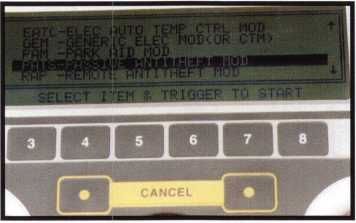 EATC-ELEC AUTO TEMP CTRL MOD
GEM -GENERIC ELEC MOD(OR CTM)
PARK -PARK AID MOD
PATS-PASSIVE ANTITHEFT MOD
RAP -REMOTE ANTITHEFT MOD
SELECT ITEM & TRIGGER TO START
3 4 5 6 7 8
CANCEL